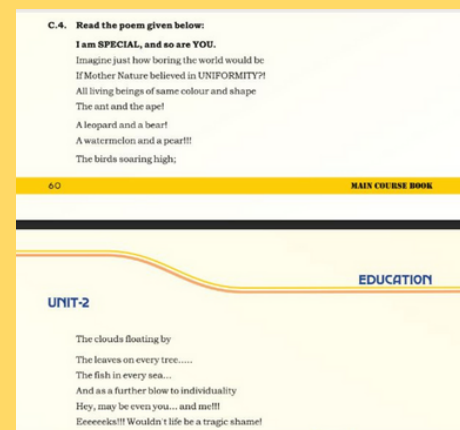 C.4. Read the poem given below:
I am SPECIAL, and so are YOU.
Imagine just how boring the world would be
If Mother Nature believed in UNIFORMITY?!
All living beings of same colour and shape
The ant and the ape!
A leopard and a bear!
A watermelon and a pear!!!
The birds soaring high;
60 MAIN COURSE BOOK
EDUCATION
UNIT-2
The clouds floating by
The leaves on every tree.....
The fish in every sea...
And as a further blow to individuality
Hey, may be even you... and me!!!
Eeeeeeks!!! Wouldn't life be a tragic shame!